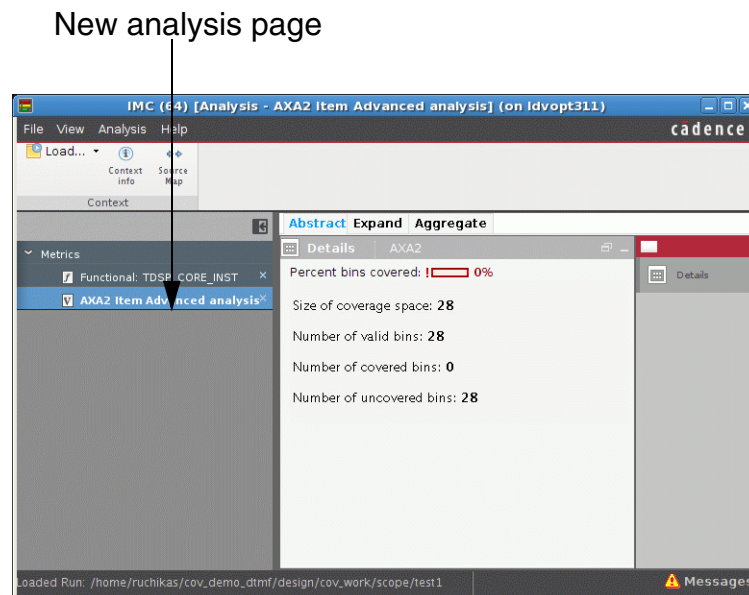 New analysis page
IMC (64) [Analysis - AXA2 Item Advanced analysis] (on ldvopt311)
File View Analysis Help
cādence
Load...
Context info
Source Map
Context
Abstract Expand Aggregate
Metrics
Details AXA2
Functional: TDSP_CORE_INST
AXA2 Item Advanced analysis
Percent bins covered: ! 0%
Details
Size of coverage space: 28
Number of valid bins: 28
Number of covered bins: 0
Number of uncovered bins: 28
Loaded Run: /home/ruchikas/cov_demo_dtmf/design/cov_work/scope/test1
Messages